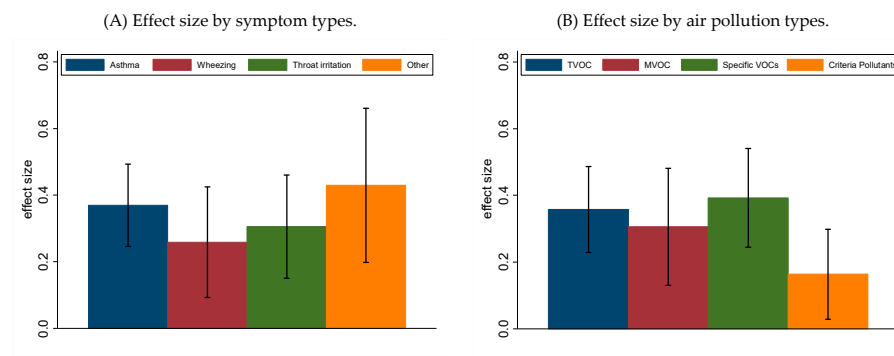 (A) Effect size by symptom types.
Asthma Wheezing Throat irritation Other
effect size
0.0 0.2 0.4 0.6 0.8
(B) Effect size by air pollution types.
TVOC MVOC Specific VOCs Criteria Pollutants
effect size
0.0 0.2 0.4 0.6 0.8